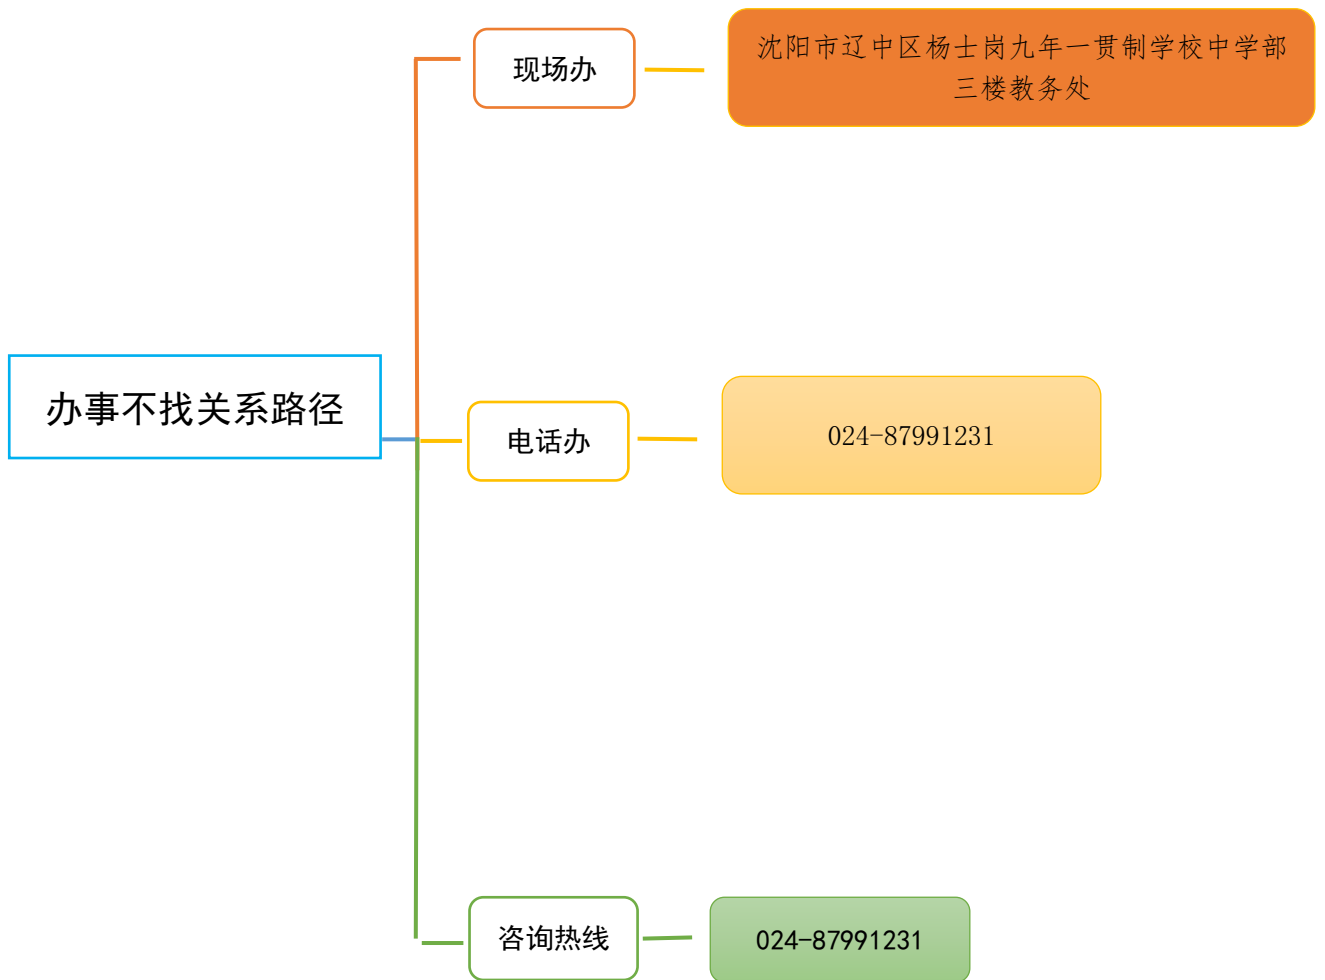 现场办
沈阳市辽中区杨士岗九年一贯制学校中学部
三楼教务处
办事不找关系路径
电话办
024-87991231
咨询热线
024-87991231